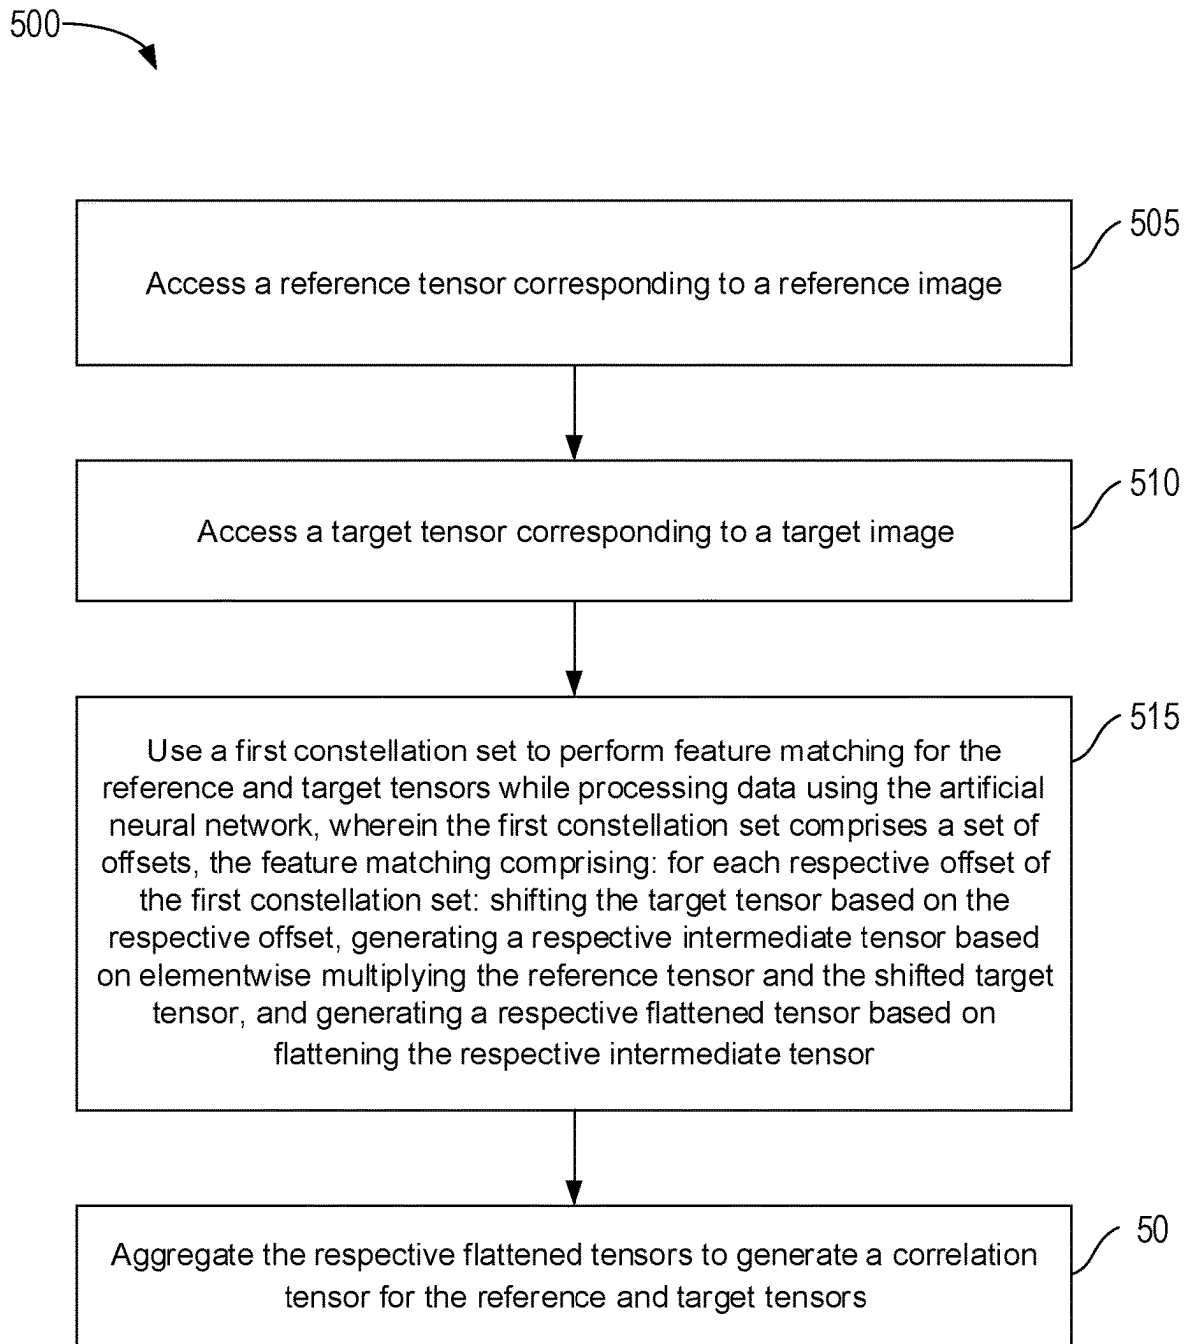 500
505
Access a reference tensor corresponding to a reference image
510
Access a target tensor corresponding to a target image
515
Use a first constellation set to perform feature matching for the
reference and target tensors while processing data using the artificial
neural network, wherein the first constellation set comprises a set of
offsets, the feature matching comprising: for each respective offset of
the first constellation set: shifting the target tensor based on the
respective offset, generating a respective intermediate tensor based
on elementwise multiplying the reference tensor and the shifted target
tensor, and generating a respective flattened tensor based on
flattening the respective intermediate tensor
50
Aggregate the respective flattened tensors to generate a correlation
tensor for the reference and target tensors